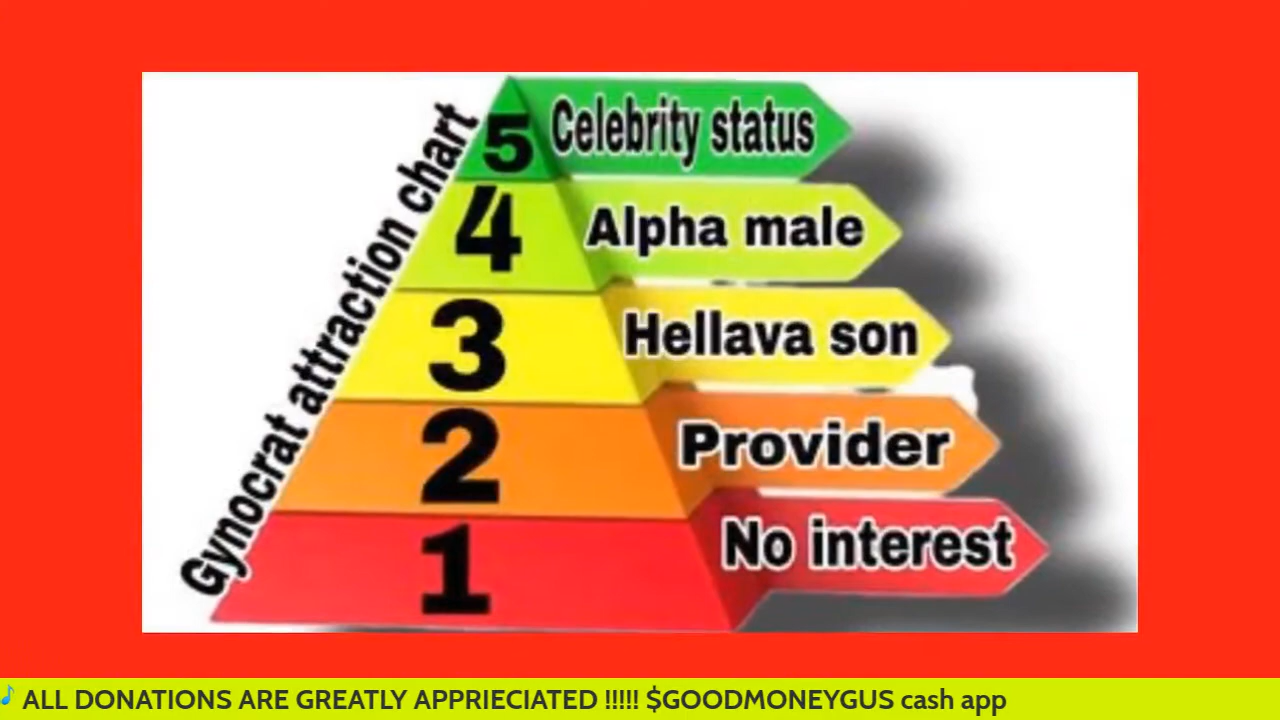 Gynocrat attraction chart
5 Celebrity status
4 Alpha male
3 Hellava son
2 Provider
1 No interest
ALL DONATIONS ARE GREATLY APPRIECIATED !!!!! $GOODMONEYGUS cash app